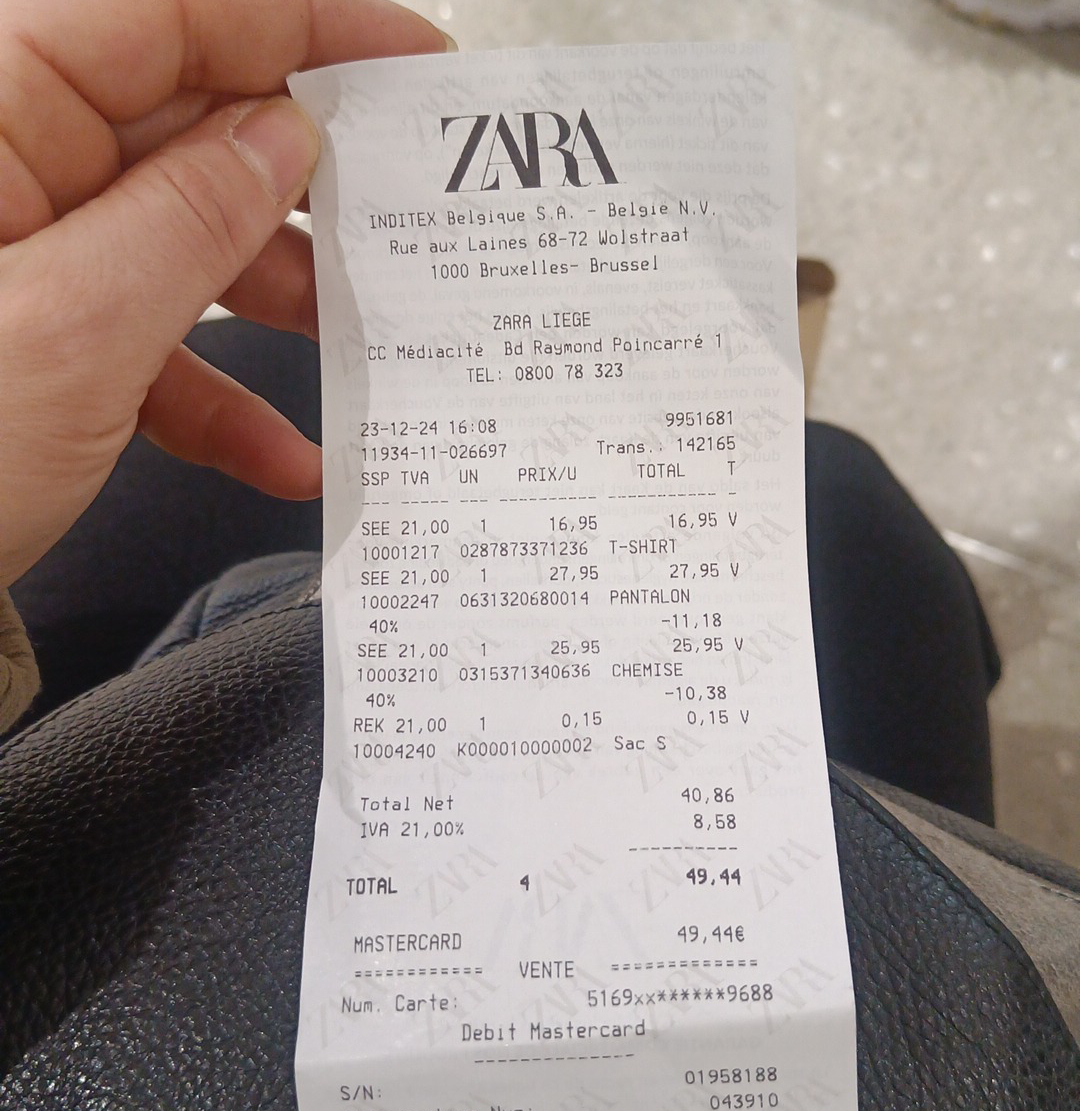 ZARA
INDITEX Belgique S.A. - Belgie N.V.
Rue aux Laines 68-72 Wolstraat
1000 Bruxelles- Brussel
ZARA LIEGE
CC Médiacité Bd Raymond Poincarré 1
TEL: 0800 78 323
23-12-24 16:08 9951681
11934-11-026697 Trans.: 142165
SSP TVA UN PRIX/U TOTAL T
SEE 21,00 1 16,95 16,95 V
10001217 0287873371236 T-SHIRT
SEE 21,00 1 27,95 27,95 V
10002247 0631320680014 PANTALON
40% -11,18
SEE 21,00 1 25,95 25,95 V
10003210 0315371340636 CHEMISE
40% -10,38
REK 21,00 1 0,15 0,15 V
10004240 K000010000002 Sac S
Total Net 40,86
IVA 21,00% 8,58
TOTAL 4 49,44
MASTERCARD 49,44€
============ VENTE =============
Num. Carte: 5169xx******9688
Debit Mastercard
S/N: 01958188
043910